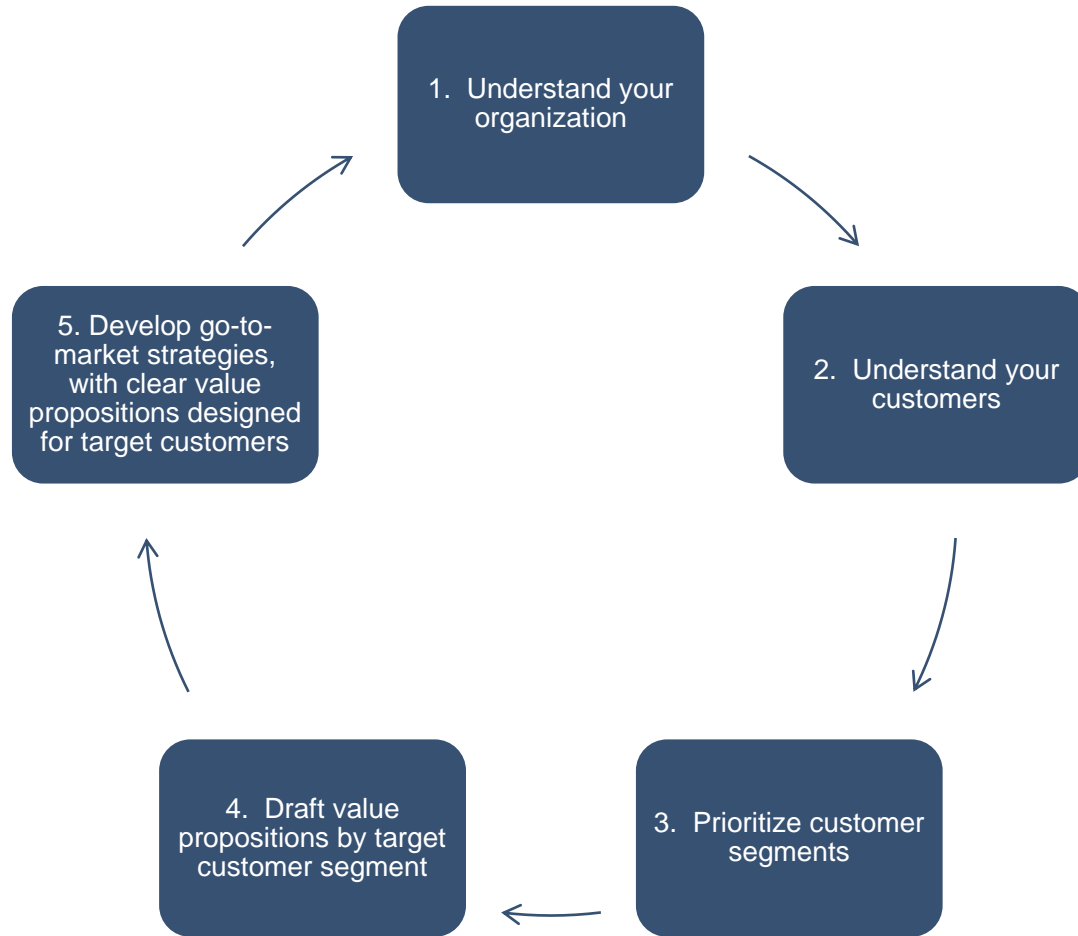 1. Understand your
organization
2. Understand your
customers
3. Prioritize customer
segments
4. Draft value
propositions by target
customer segment
5. Develop go-to-
market strategies,
with clear value
propositions designed
for target customers